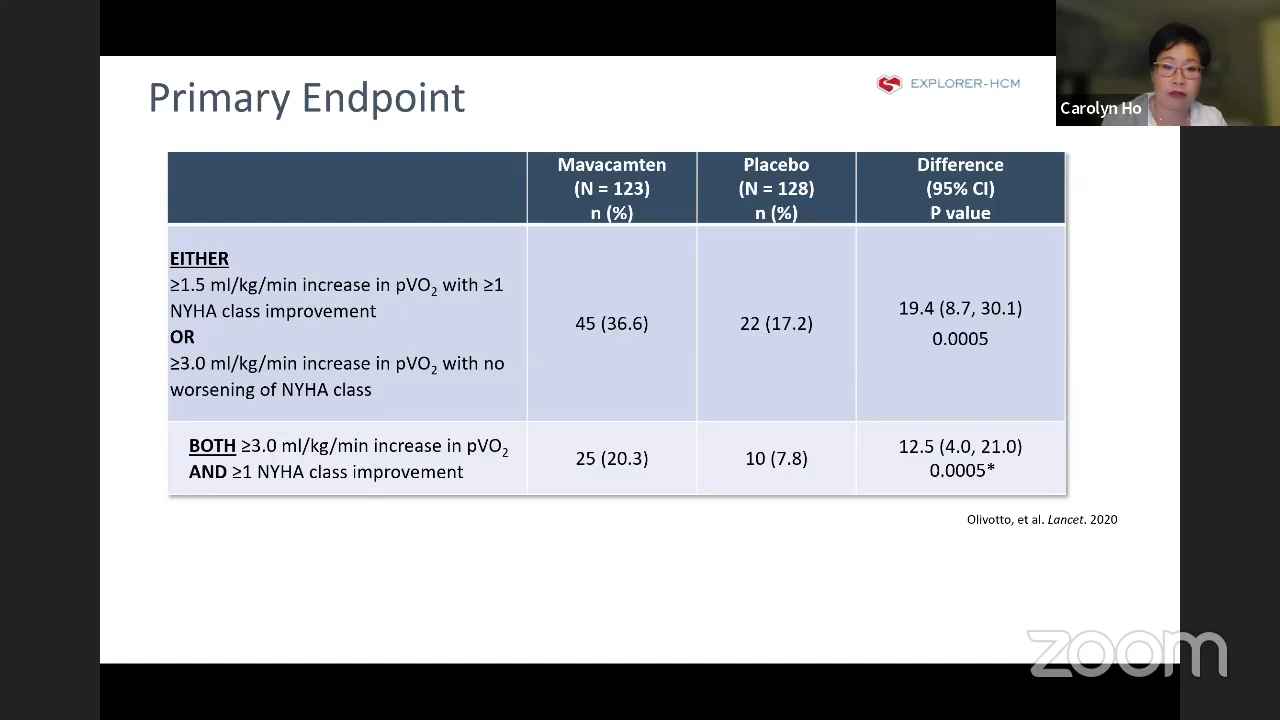 Primary Endpoint
EXPLORER-HCM
Carolyn Ho
Mavacamten
(N = 123)
n (%)
Placebo
(N = 128)
n (%)
Difference
(95% CI)
P value
EITHER
≥1.5 ml/kg/min increase in pVO₂ with ≥1
NYHA class improvement
OR
≥3.0 ml/kg/min increase in pVO₂ with no
worsening of NYHA class
45 (36.6)
22 (17.2)
19.4 (8.7, 30.1)
0.0005
BOTH ≥3.0 ml/kg/min increase in pVO₂
AND ≥1 NYHA class improvement
25 (20.3)
10 (7.8)
12.5 (4.0, 21.0)
0.0005*
Olivotto, et al. Lancet. 2020
zoom